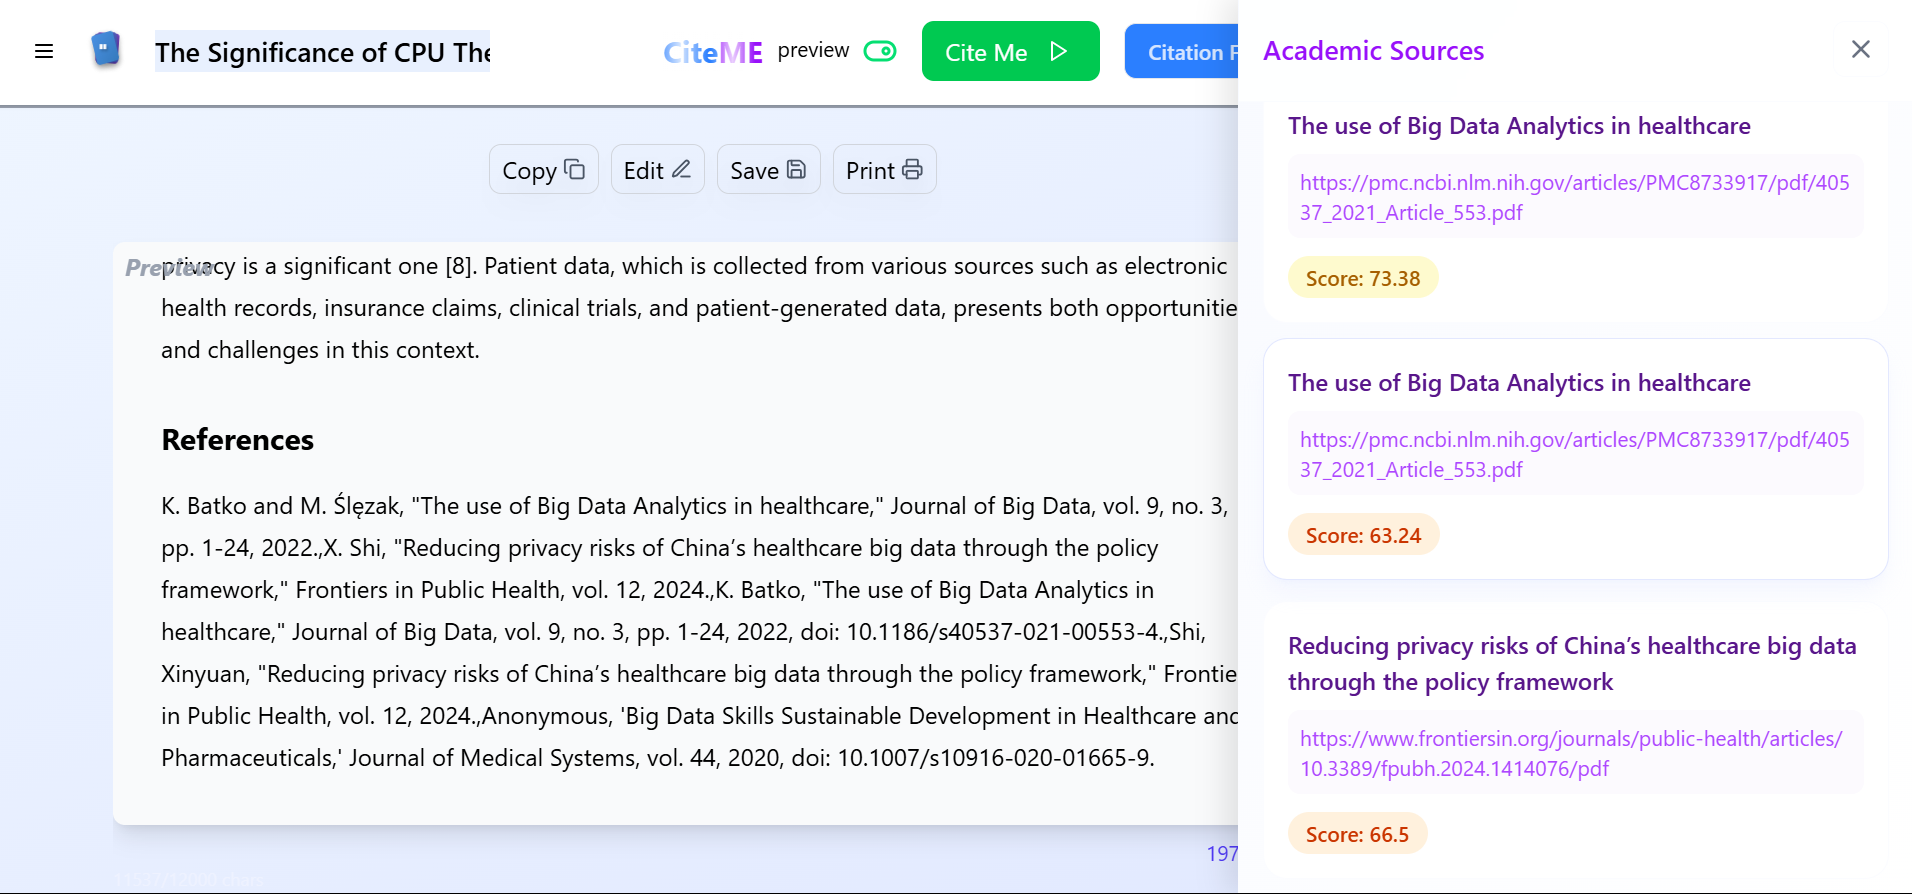 The Significance of CPU The
CiteME
preview
Cite Me
Citation F
Academic Sources
Copy
Edit
Save
Print
Preview
privacy is a significant one [8]. Patient data, which is collected from various sources such as electronic
health records, insurance claims, clinical trials, and patient-generated data, presents both opportunitie
and challenges in this context.
References
K. Batko and M. Ślęzak, "The use of Big Data Analytics in healthcare," Journal of Big Data, vol. 9, no. 3,
pp. 1-24, 2022.,X. Shi, "Reducing privacy risks of China’s healthcare big data through the policy
framework," Frontiers in Public Health, vol. 12, 2024.,K. Batko, "The use of Big Data Analytics in
healthcare," Journal of Big Data, vol. 9, no. 3, pp. 1-24, 2022, doi: 10.1186/s40537-021-00553-4.,Shi,
Xinyuan, "Reducing privacy risks of China’s healthcare big data through the policy framework," Frontie
in Public Health, vol. 12, 2024.,Anonymous, 'Big Data Skills Sustainable Development in Healthcare and
Pharmaceuticals,' Journal of Medical Systems, vol. 44, 2020, doi: 10.1007/s10916-020-01665-9.
197
11537/12600 chars
The use of Big Data Analytics in healthcare
https://pmc.ncbi.nlm.nih.gov/articles/PMC8733917/pdf/405
37_2021_Article_553.pdf
Score: 73.38
The use of Big Data Analytics in healthcare
https://pmc.ncbi.nlm.nih.gov/articles/PMC8733917/pdf/405
37_2021_Article_553.pdf
Score: 63.24
Reducing privacy risks of China’s healthcare big data
through the policy framework
https://www.frontiersin.org/journals/public-health/articles/
10.3389/fpubh.2024.1414076/pdf
Score: 66.5